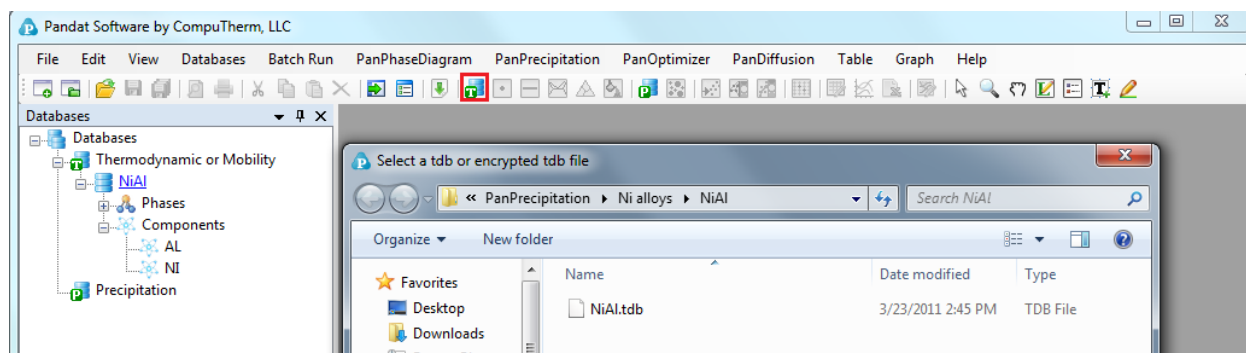 Pandat Software by CompuTherm, LLC
File Edit View Databases Batch Run PanPhaseDiagram PanPrecipitation PanOptimizer PanDiffusion Table Graph Help
Databases
Databases
Thermodynamic or Mobility
NiAl
Phases
Components
AL
NI
Precipitation
Select a tdb or encrypted tdb file
« PanPrecipitation Ni alloys NiAl
Search NiAl
Organize New folder
Favorites
Desktop
Downloads
Name Date modified Type
NiAl.tdb 3/23/2011 2:45 PM TDB File